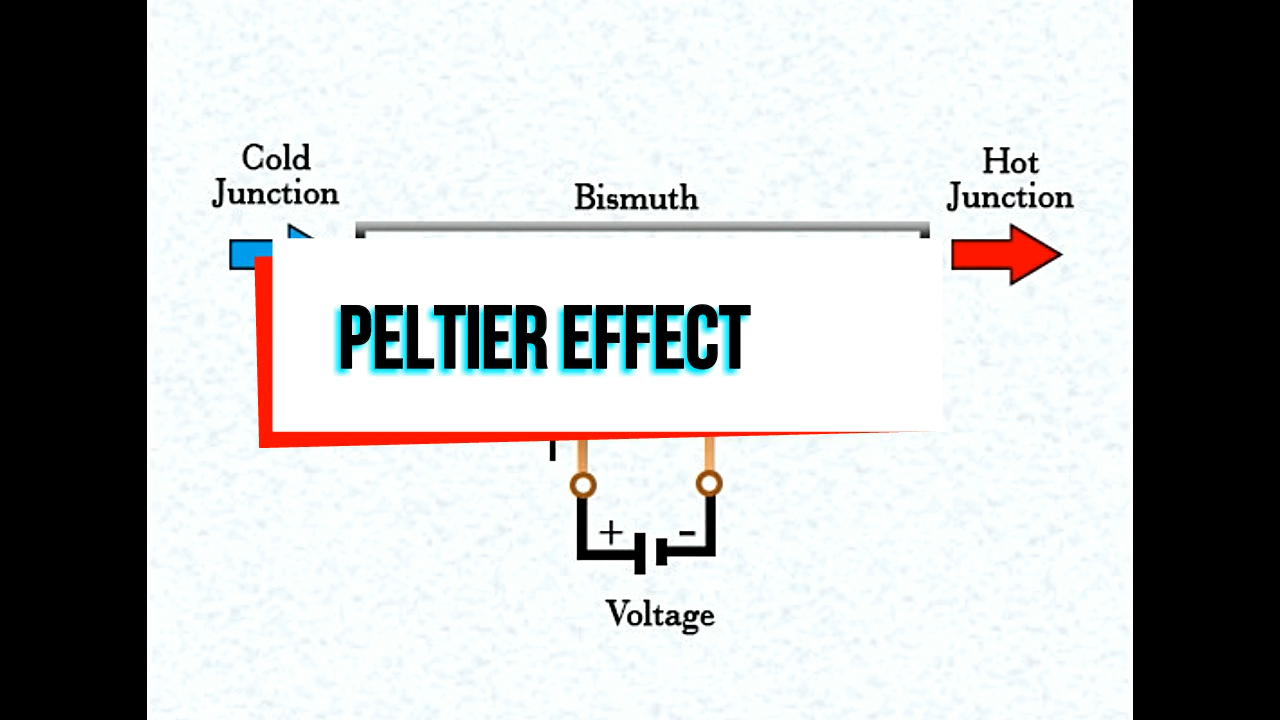 Cold
Junction
Hot
Junction
Bismuth
PELTIER EFFECT
+ -
Voltage